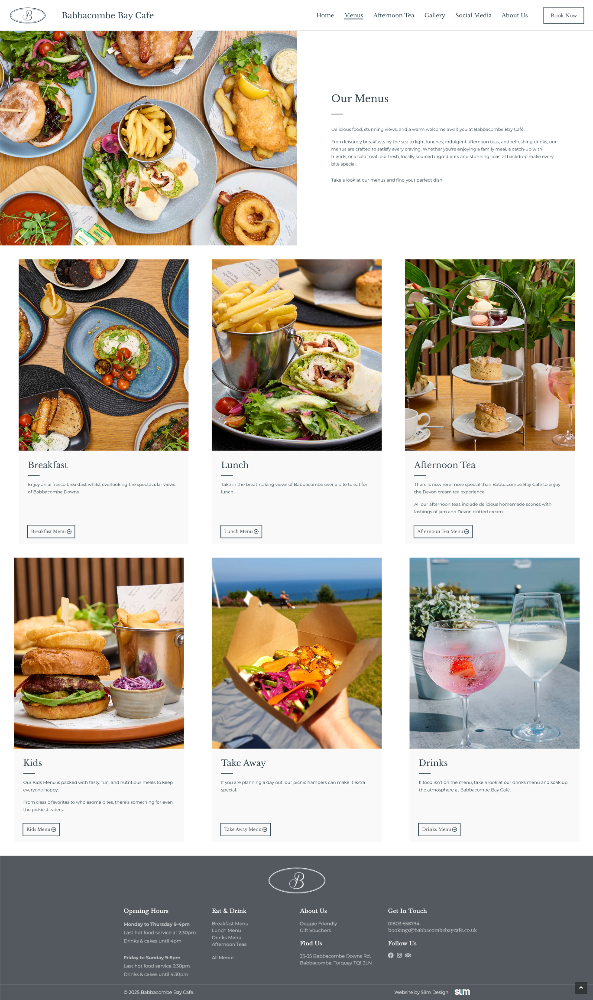 B
Babbacombe Bay Cafe
Home
Menus
Afternoon Tea
Gallery
Social Media
About Us
Book Now
Our Menus
Delicious food, stunning views, and a warm welcome await you at Babbacombe Bay Café.
From leisurely breakfasts by the sea to light lunches, indulgent afternoon teas, and refreshing drinks, our
menus are crafted to satisfy every craving. Whether you're enjoying a family meal, a catch-up with
friends, or a solo treat, our fresh, locally sourced ingredients and stunning coastal backdrop make every
bite special.
Take a look at our menus and find your perfect dish!
Babbacombe
Bay Cafe
Breakfast
Enjoy an al fresco breakfast whilst overlooking the spectacular views
of Babbacombe Downs
Breakfast Menu
Lunch
Take in the breathtaking views of Babbacombe over a bite to eat for
lunch.
Lunch Menu
Afternoon Tea
There is nowhere more special than Babbacombe Bay Café to enjoy
the Devon cream tea experience.
All our afternoon teas include delicious homemade scones with
lashings of jam and Devon clotted cream.
Afternoon Tea Menu
Babbacombe
Bay Cafe
Kids
Our Kids Menu is packed with tasty, fun, and nutritious meals to keep
everyone happy.
From classic favorites to wholesome bites, there's something for even
the pickiest eaters.
Kids Menu
Take Away
If you are planning a day out, our picnic hampers can make it extra
special.
Take Away Menu
Drinks
If food isn't on the menu, take a look at our drinks menu and soak up
the atmosphere at Babbacombe Bay Café.
Drinks Menu
B
Opening Hours
Monday to Thursday 9-4pm
Last hot food service at 2:30pm
Drinks & cakes until 4pm
Friday to Sunday 9-5pm
Last hot food service 3:30pm
Drinks & cakes until 4:30pm
Eat & Drink
Breakfast Menu
Lunch Menu
Drinks Menu
Afternoon Teas
All Menus
About Us
Doggie Friendly
Gift Vouchers
Find Us
33-35 Babbacombe Downs Rd,
Babbacombe, Torquay TQ1 3LN
Get In Touch
01803 658794
bookings@babbacombebaycafe.co.uk
Follow Us
© 2025 Babbacombe Bay Cafe.
Website by Slim Design
SLIM